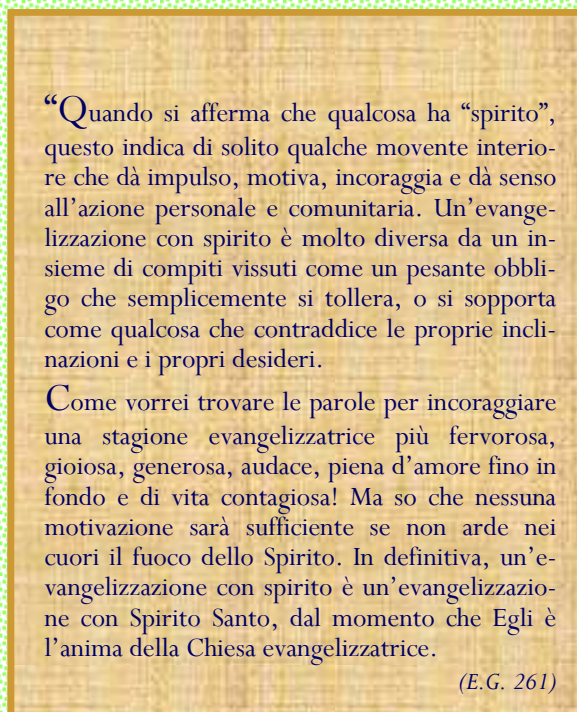 “Quando si afferma che qualcosa ha “spirito”,
questo indica di solito qualche movente interio-
re che dà impulso, motiva, incoraggia e dà senso
all’azione personale e comunitaria. Un’evange-
lizzazione con spirito è molto diversa da un in-
sieme di compiti vissuti come un pesante obbli-
go che semplicemente si tollera, o si sopporta
come qualcosa che contraddice le proprie incli-
nazioni e i propri desideri.
Come vorrei trovare le parole per incoraggiare
una stagione evangelizzatrice più fervorosa,
gioiosa, generosa, audace, piena d’amore fino in
fondo e di vita contagiosa! Ma so che nessuna
motivazione sarà sufficiente se non arde nei
cuori il fuoco dello Spirito. In definitiva, un’e-
vangelizzazione con spirito è un’evangelizzazio-
ne con Spirito Santo, dal momento che Egli è
l’anima della Chiesa evangelizzatrice.
(E.G. 261)